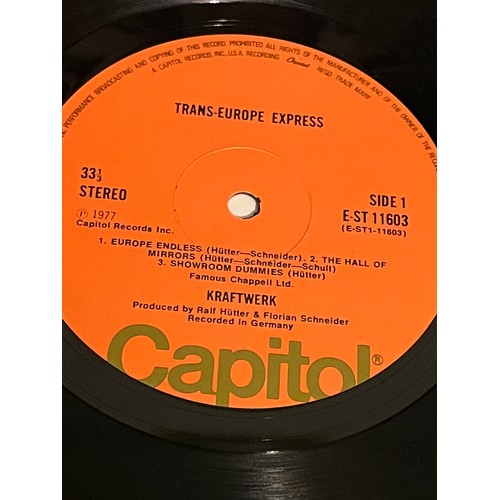 PERFORMANCE, BROADCASTING AND COPYING OF THIS RECORD PROHIBITED ALL RIGHTS OF THE MANUFACTURER AND OF THE OWNER OF THE
A CAPITOL RECORDS, INC., U.S.A. RECORDING Capitol REGD. TRADE MARK
TRANS-EUROPE EXPRESS
33⅓
STEREO
SIDE 1
E-ST 11603
(E-ST1-11603)
℗ 1977
Capitol Records Inc.
1. EUROPE ENDLESS (Hütter—Schneider). 2. THE HALL OF
MIRRORS (Hütter—Schneider—Schult)
3. SHOWROOM DUMMIES (Hütter)
Famous Chappell Ltd.
KRAFTWERK
Produced by Ralf Hütter & Florian Schneider
Recorded in Germany
Capitol®